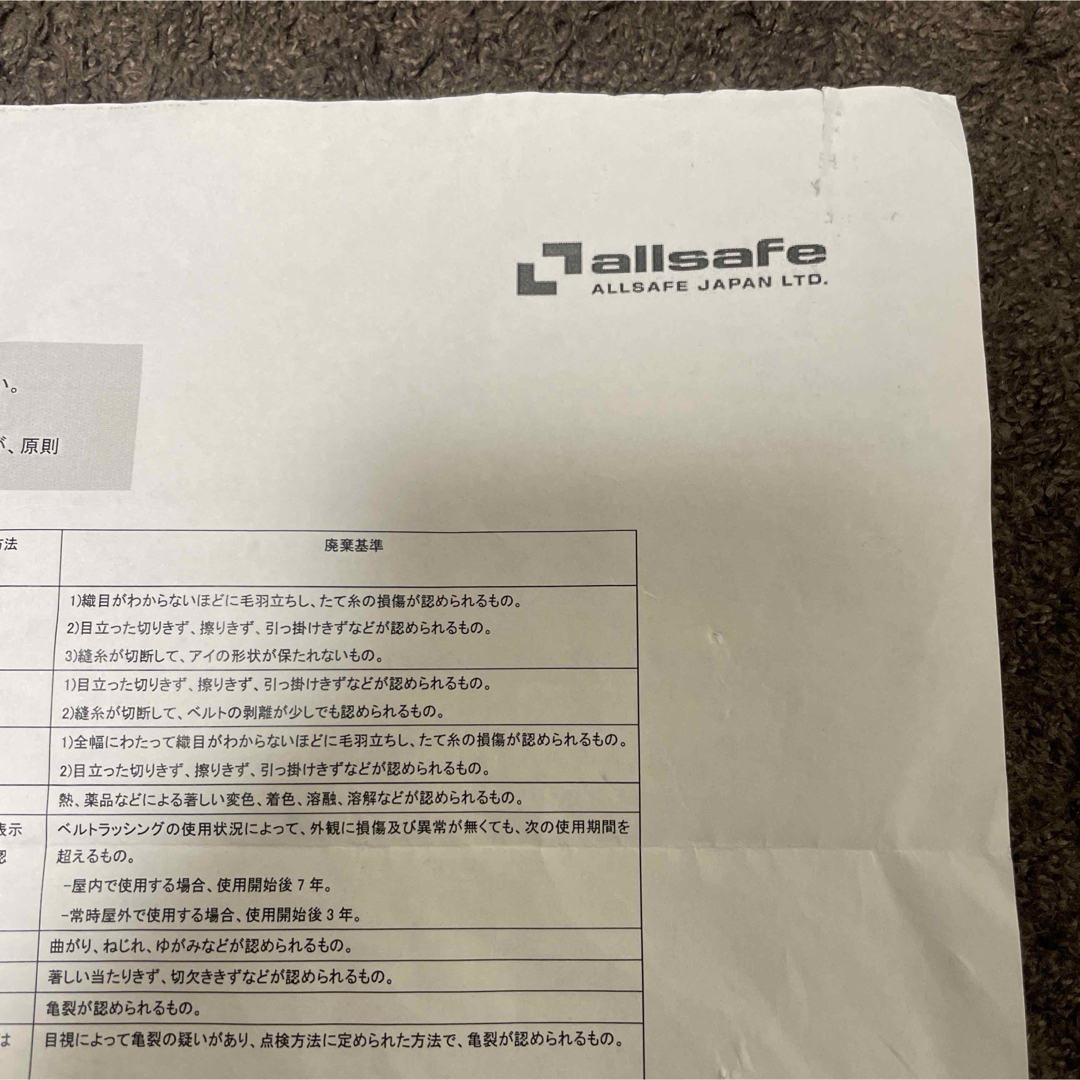 allsafe
ALLSAFE JAPAN LTD.
い。
が、原則
方法
廃棄基準
1)織目がわからないほどに毛羽立ちし、たて糸の損傷が認められるもの。
2)目立った切りきず、擦りきず、引っ掛けきずなどが認められるもの。
3)縫糸が切断して、アイの形状が保たれないもの。
1)目立った切りきず、擦りきず、引っ掛けきずなどが認められるもの。
2)縫糸が切断して、ベルトの剥離が少しでも認められるもの。
1)全幅にわたって織目がわからないほどに毛羽立ちし、たて糸の損傷が認められるもの。
2)目立った切りきず、擦りきず、引っ掛けきずなどが認められるもの。
熱、薬品などによる著しい変色、着色、溶融、溶解などが認められるもの。
表示
認
ベルトラッシングの使用状況によって、外観に損傷及び異常が無くても、次の使用期間を
超えるもの。
-屋内で使用する場合、使用開始後7年。
-常時屋外で使用する場合、使用開始後3年。
曲がり、ねじれ、ゆがみなどが認められるもの。
著しい当たりきず、切欠ききずなどが認められるもの。
亀裂が認められるもの。
は
目視によって亀裂の疑いがあり、点検方法に定められた方法で、亀裂が認められるもの。